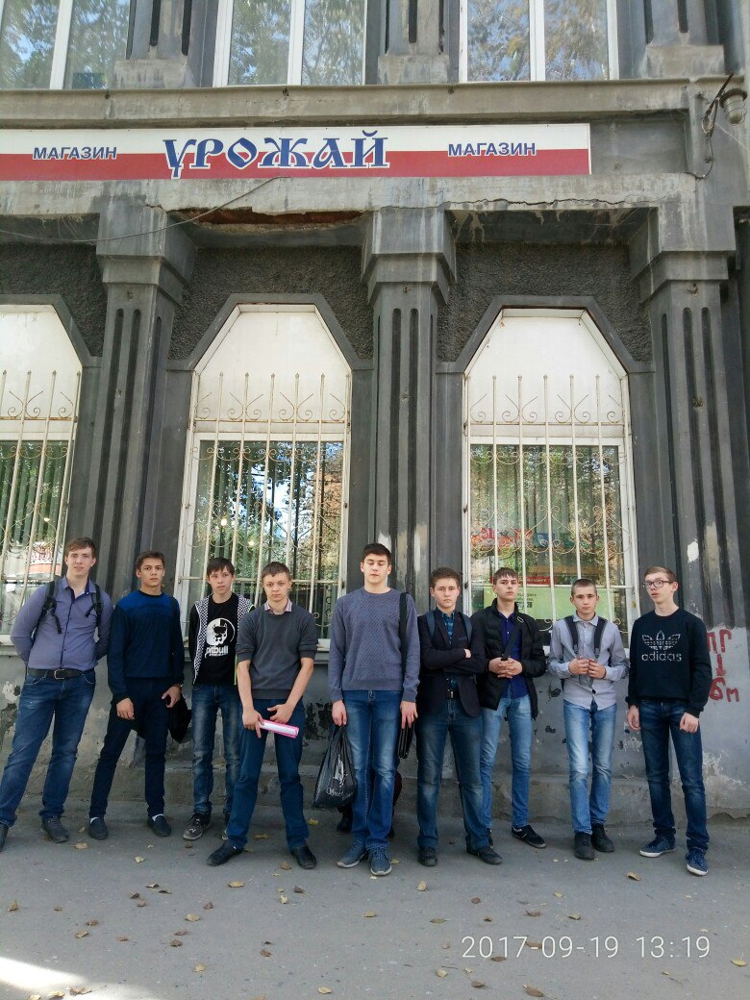 МАГАЗИН УРОЖАЙ МАГАЗИН
pitbull
adidas
2017-09-19 13:19